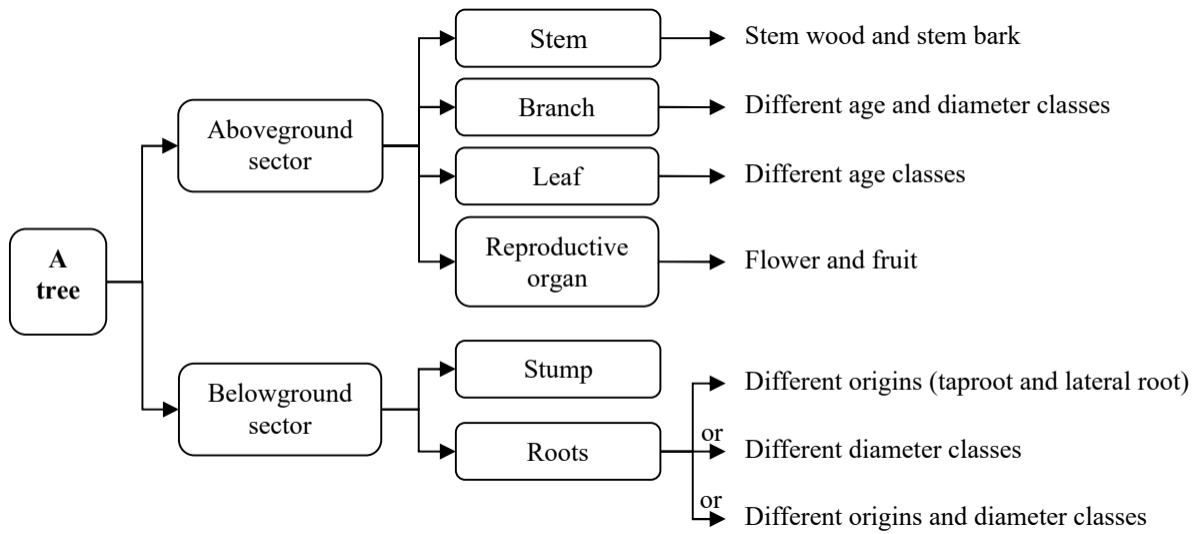 A
tree
Aboveground
sector
Stem
Stem wood and stem bark
Branch
Different age and diameter classes
Leaf
Different age classes
Reproductive
organ
Flower and fruit
Belowground
sector
Stump
Roots
Different origins (taproot and lateral root)
or
Different diameter classes
or
Different origins and diameter classes